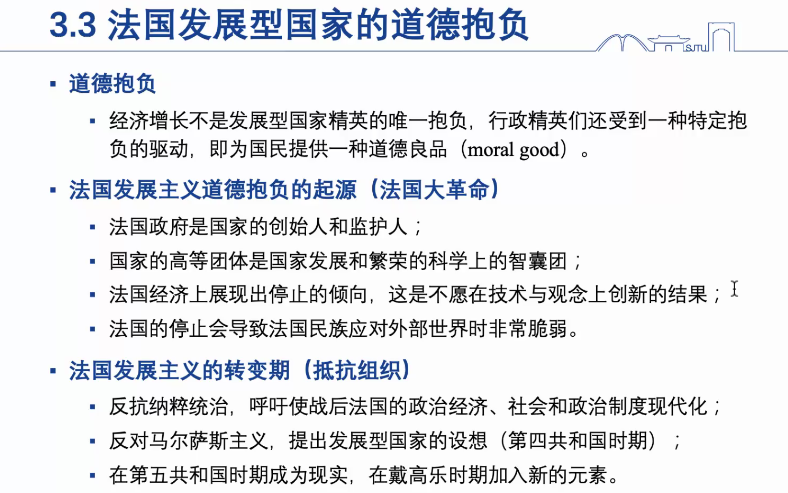 3.3 法国发展型国家的道德抱负
SJTU
▪ 道德抱负
▪ 经济增长不是发展型国家精英的唯一抱负，行政精英们还受到一种特定抱
负的驱动，即为国民提供一种道德良品（moral good）。
▪ 法国发展主义道德抱负的起源（法国大革命）
▪ 法国政府是国家的创始人和监护人；
▪ 国家的高等团体是国家发展和繁荣的科学上的智囊团；
▪ 法国经济上展现出停止的倾向，这是不愿在技术与观念上创新的结果；
▪ 法国的停止会导致法国民族应对外部世界时非常脆弱。
▪ 法国发展主义的转变期（抵抗组织）
▪ 反抗纳粹统治，呼吁使战后法国的政治经济、社会和政治制度现代化；
▪ 反对马尔萨斯主义，提出发展型国家的设想（第四共和国时期）；
▪ 在第五共和国时期成为现实，在戴高乐时期加入新的元素。